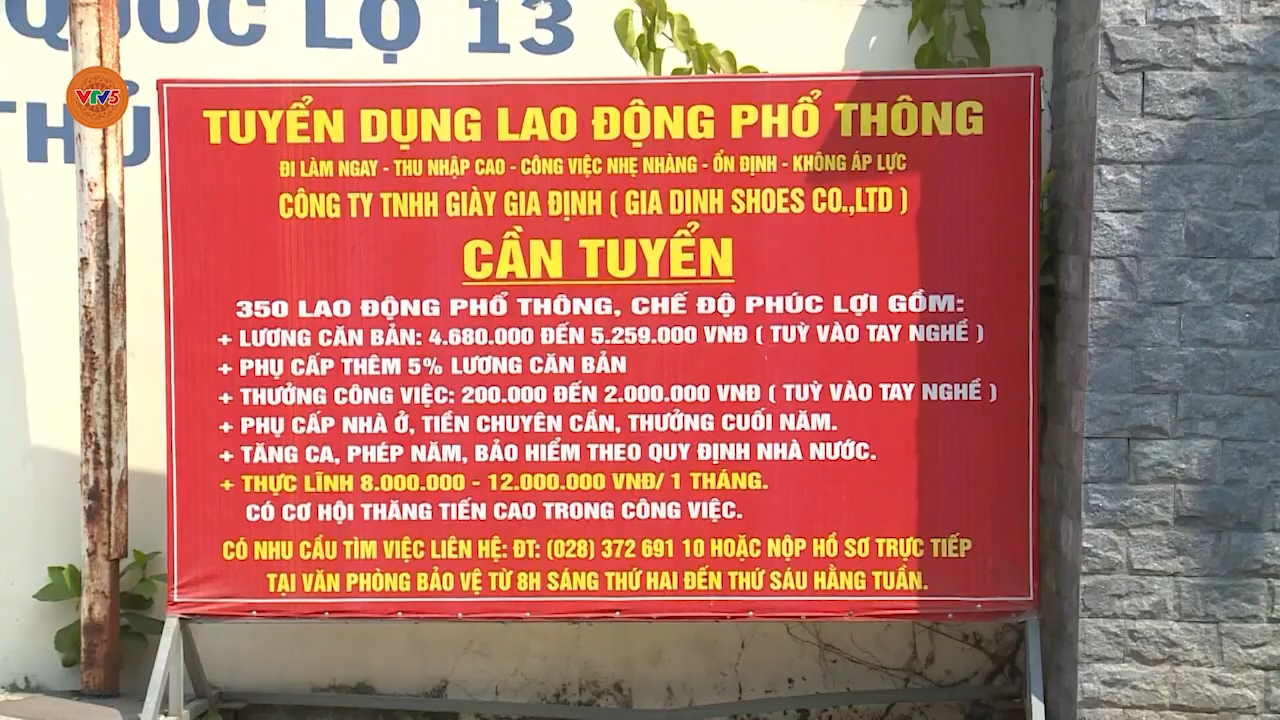 QUỐC LỘ 13
THỦ
VTV5
TUYỂN DỤNG LAO ĐỘNG PHỔ THÔNG
ĐI LÀM NGAY - THU NHẬP CAO - CÔNG VIỆC NHẸ NHÀNG - ỔN ĐỊNH - KHÔNG ÁP LỰC
CÔNG TY TNHH GIÀY GIA ĐỊNH ( GIA DINH SHOES CO.,LTD )
CẦN TUYỂN
350 LAO ĐỘNG PHỔ THÔNG, CHẾ ĐỘ PHÚC LỢI GỒM:
+ LƯƠNG CĂN BẢN: 4.680.000 ĐẾN 5.259.000 VNĐ ( TUỲ VÀO TAY NGHỀ )
+ PHỤ CẤP THÊM 5% LƯƠNG CĂN BẢN
+ THƯỞNG CÔNG VIỆC: 200.000 ĐẾN 2.000.000 VNĐ ( TUỲ VÀO TAY NGHỀ )
+ PHỤ CẤP NHÀ Ở, TIỀN CHUYÊN CẦN, THƯỞNG CUỐI NĂM.
+ TĂNG CA, PHÉP NĂM, BẢO HIỂM THEO QUY ĐỊNH NHÀ NƯỚC.
+ THỰC LĨNH 8.000.000 - 12.000.000 VNĐ/ 1 THÁNG.
CÓ CƠ HỘI THĂNG TIẾN CAO TRONG CÔNG VIỆC.
CÓ NHU CẦU TÌM VIỆC LIÊN HỆ: ĐT: (028) 372 691 10 HOẶC NỘP HỒ SƠ TRỰC TIẾP
TẠI VĂN PHÒNG BẢO VỆ TỪ 8H SÁNG THỨ HAI ĐẾN THỨ SÁU HẰNG TUẦN.